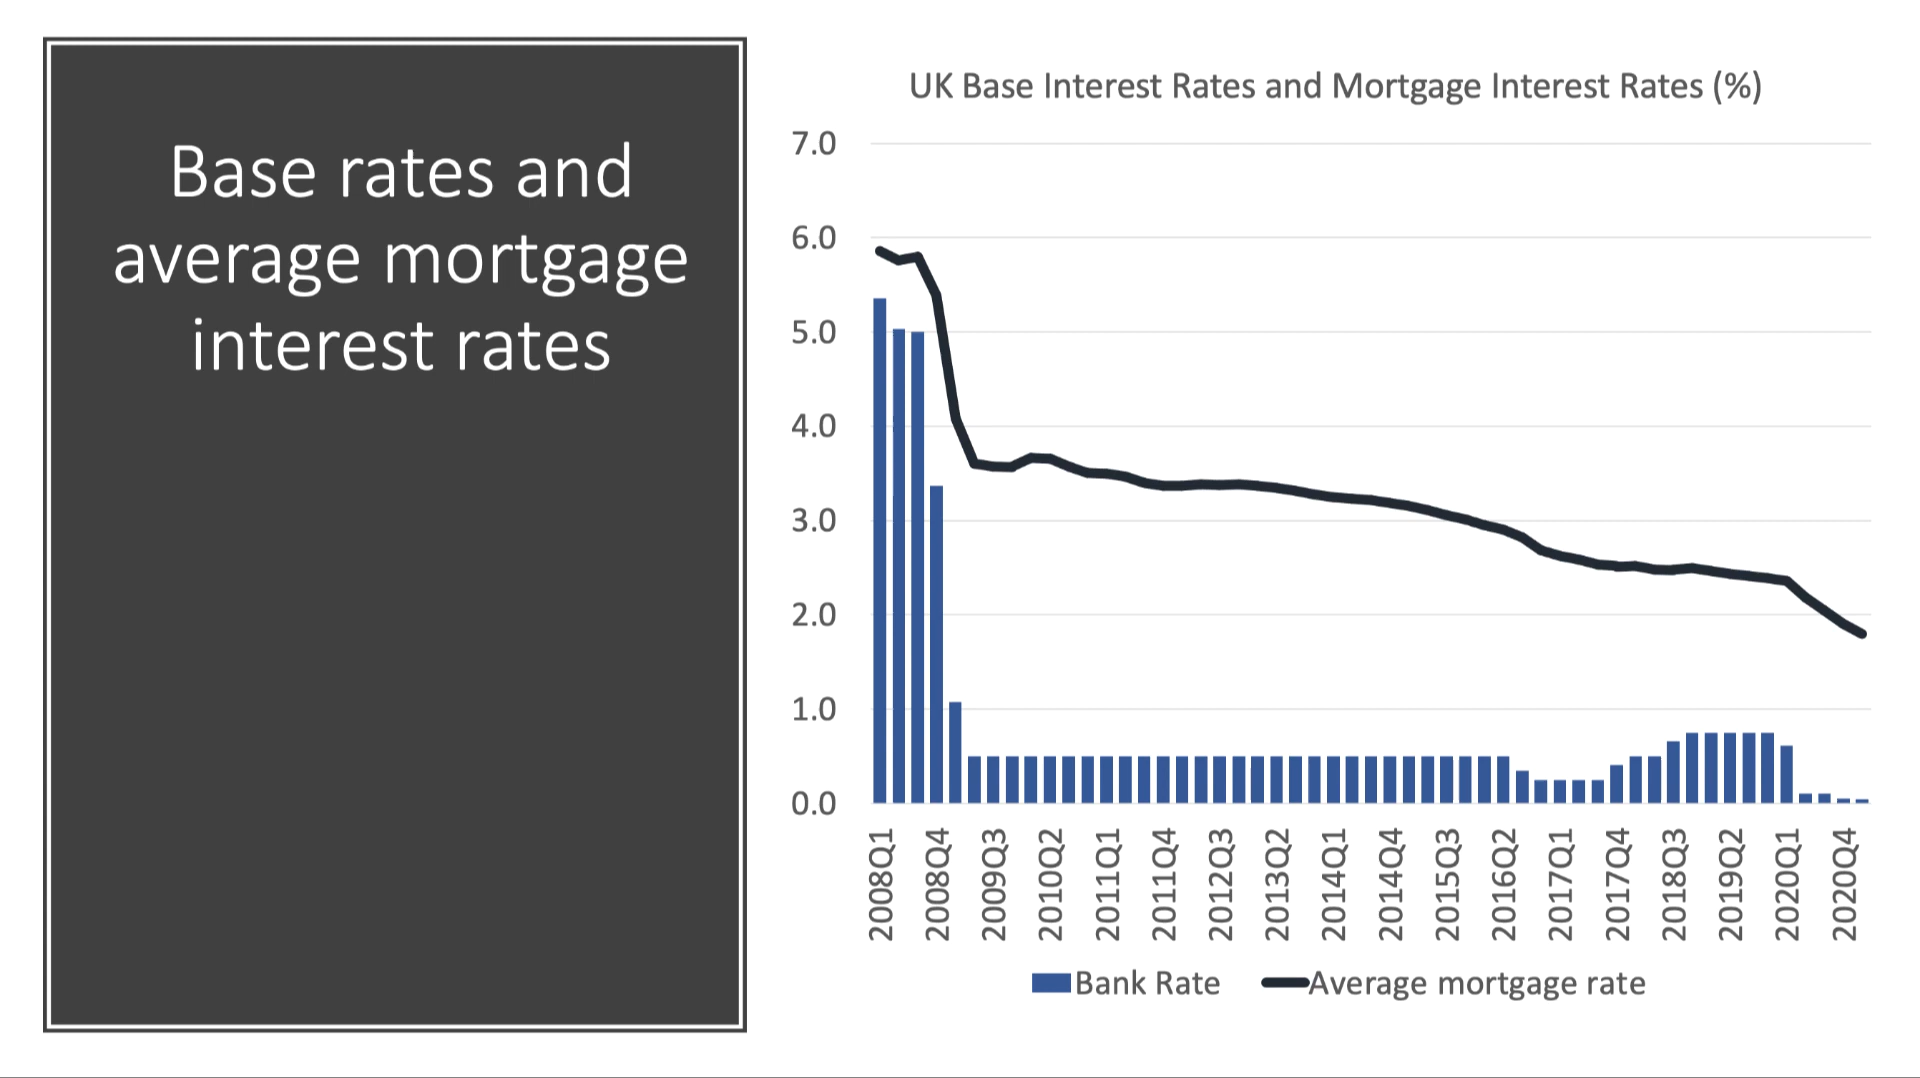 Base rates and
average mortgage
interest rates
UK Base Interest Rates and Mortgage Interest Rates (%)
7.0
6.0
5.0
4.0
3.0
2.0
1.0
0.0
2008Q1
2008Q4
2009Q3
2010Q2
2011Q1
2011Q4
2012Q3
2013Q2
2014Q1
2014Q4
2015Q3
2016Q2
2017Q1
2017Q4
2018Q3
2019Q2
2020Q1
2020Q4
Bank Rate
Average mortgage rate